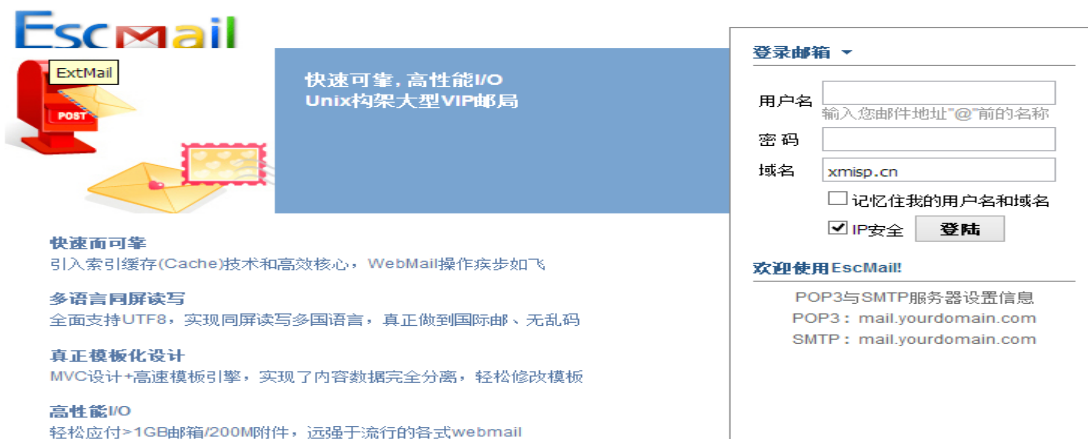 EscMail
ExtMail
POST
快速可靠,高性能I/O
Unix构架大型VIP邮局
快速而可靠
引入索引缓存(Cache)技术和高效核心，WebMail操作疾步如飞
多语言同屏读写
全面支持UTF8，实现同屏读写多国语言，真正做到国际邮、无乱码
真正模板化设计
MVC设计+高速模板引擎，实现了内容数据完全分离，轻松修改模板
高性能I/O
轻松应付>1GB邮箱/200M附件，远强于流行的各式webmail
登录邮箱
用户名
输入您邮件地址"@"前的名称
密 码
域名 xmisp.cn
记忆住我的用户名和域名
IP安全 登陆
欢迎使用EscMail!
POP3与SMTP服务器设置信息
POP3：mail.yourdomain.com
SMTP：mail.yourdomain.com